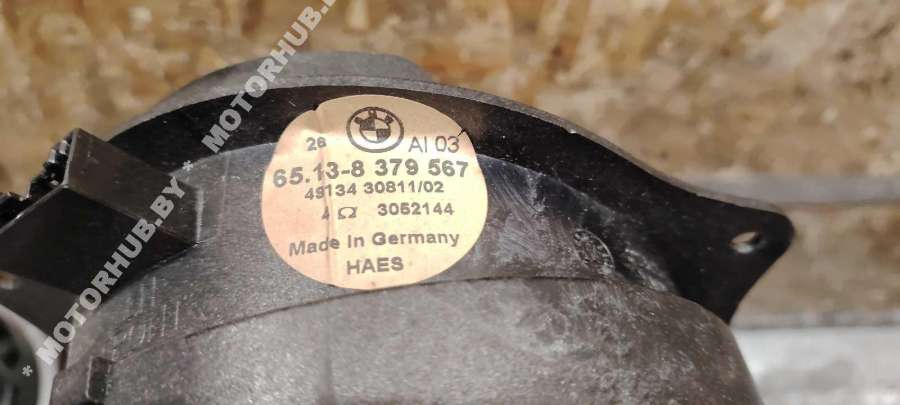 26 AI 03
65.13-8 379 567
49134 30811/02
4 Ω 3052144
Made in Germany
HAES
* MOTORHUB.BY * MOTORHUB.BY
* MOTORHUB.BY